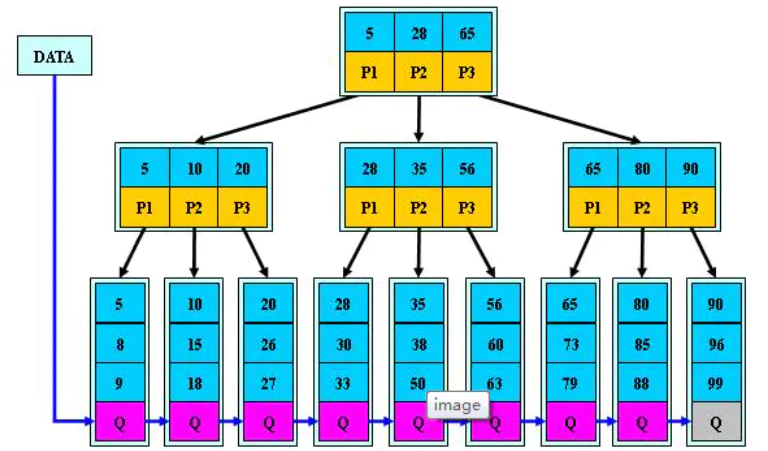 5 28 65
DATA
P1 P2 P3
5 10 20 28 35 56 65 80 90
P1 P2 P3 P1 P2 P3 P1 P2 P3
5 10 20 28 35 56 65 80 90
8 15 26 30 38 60 73 85 96
9 18 27 33 50 63 79 88 99
image
Q Q Q Q Q Q Q Q Q